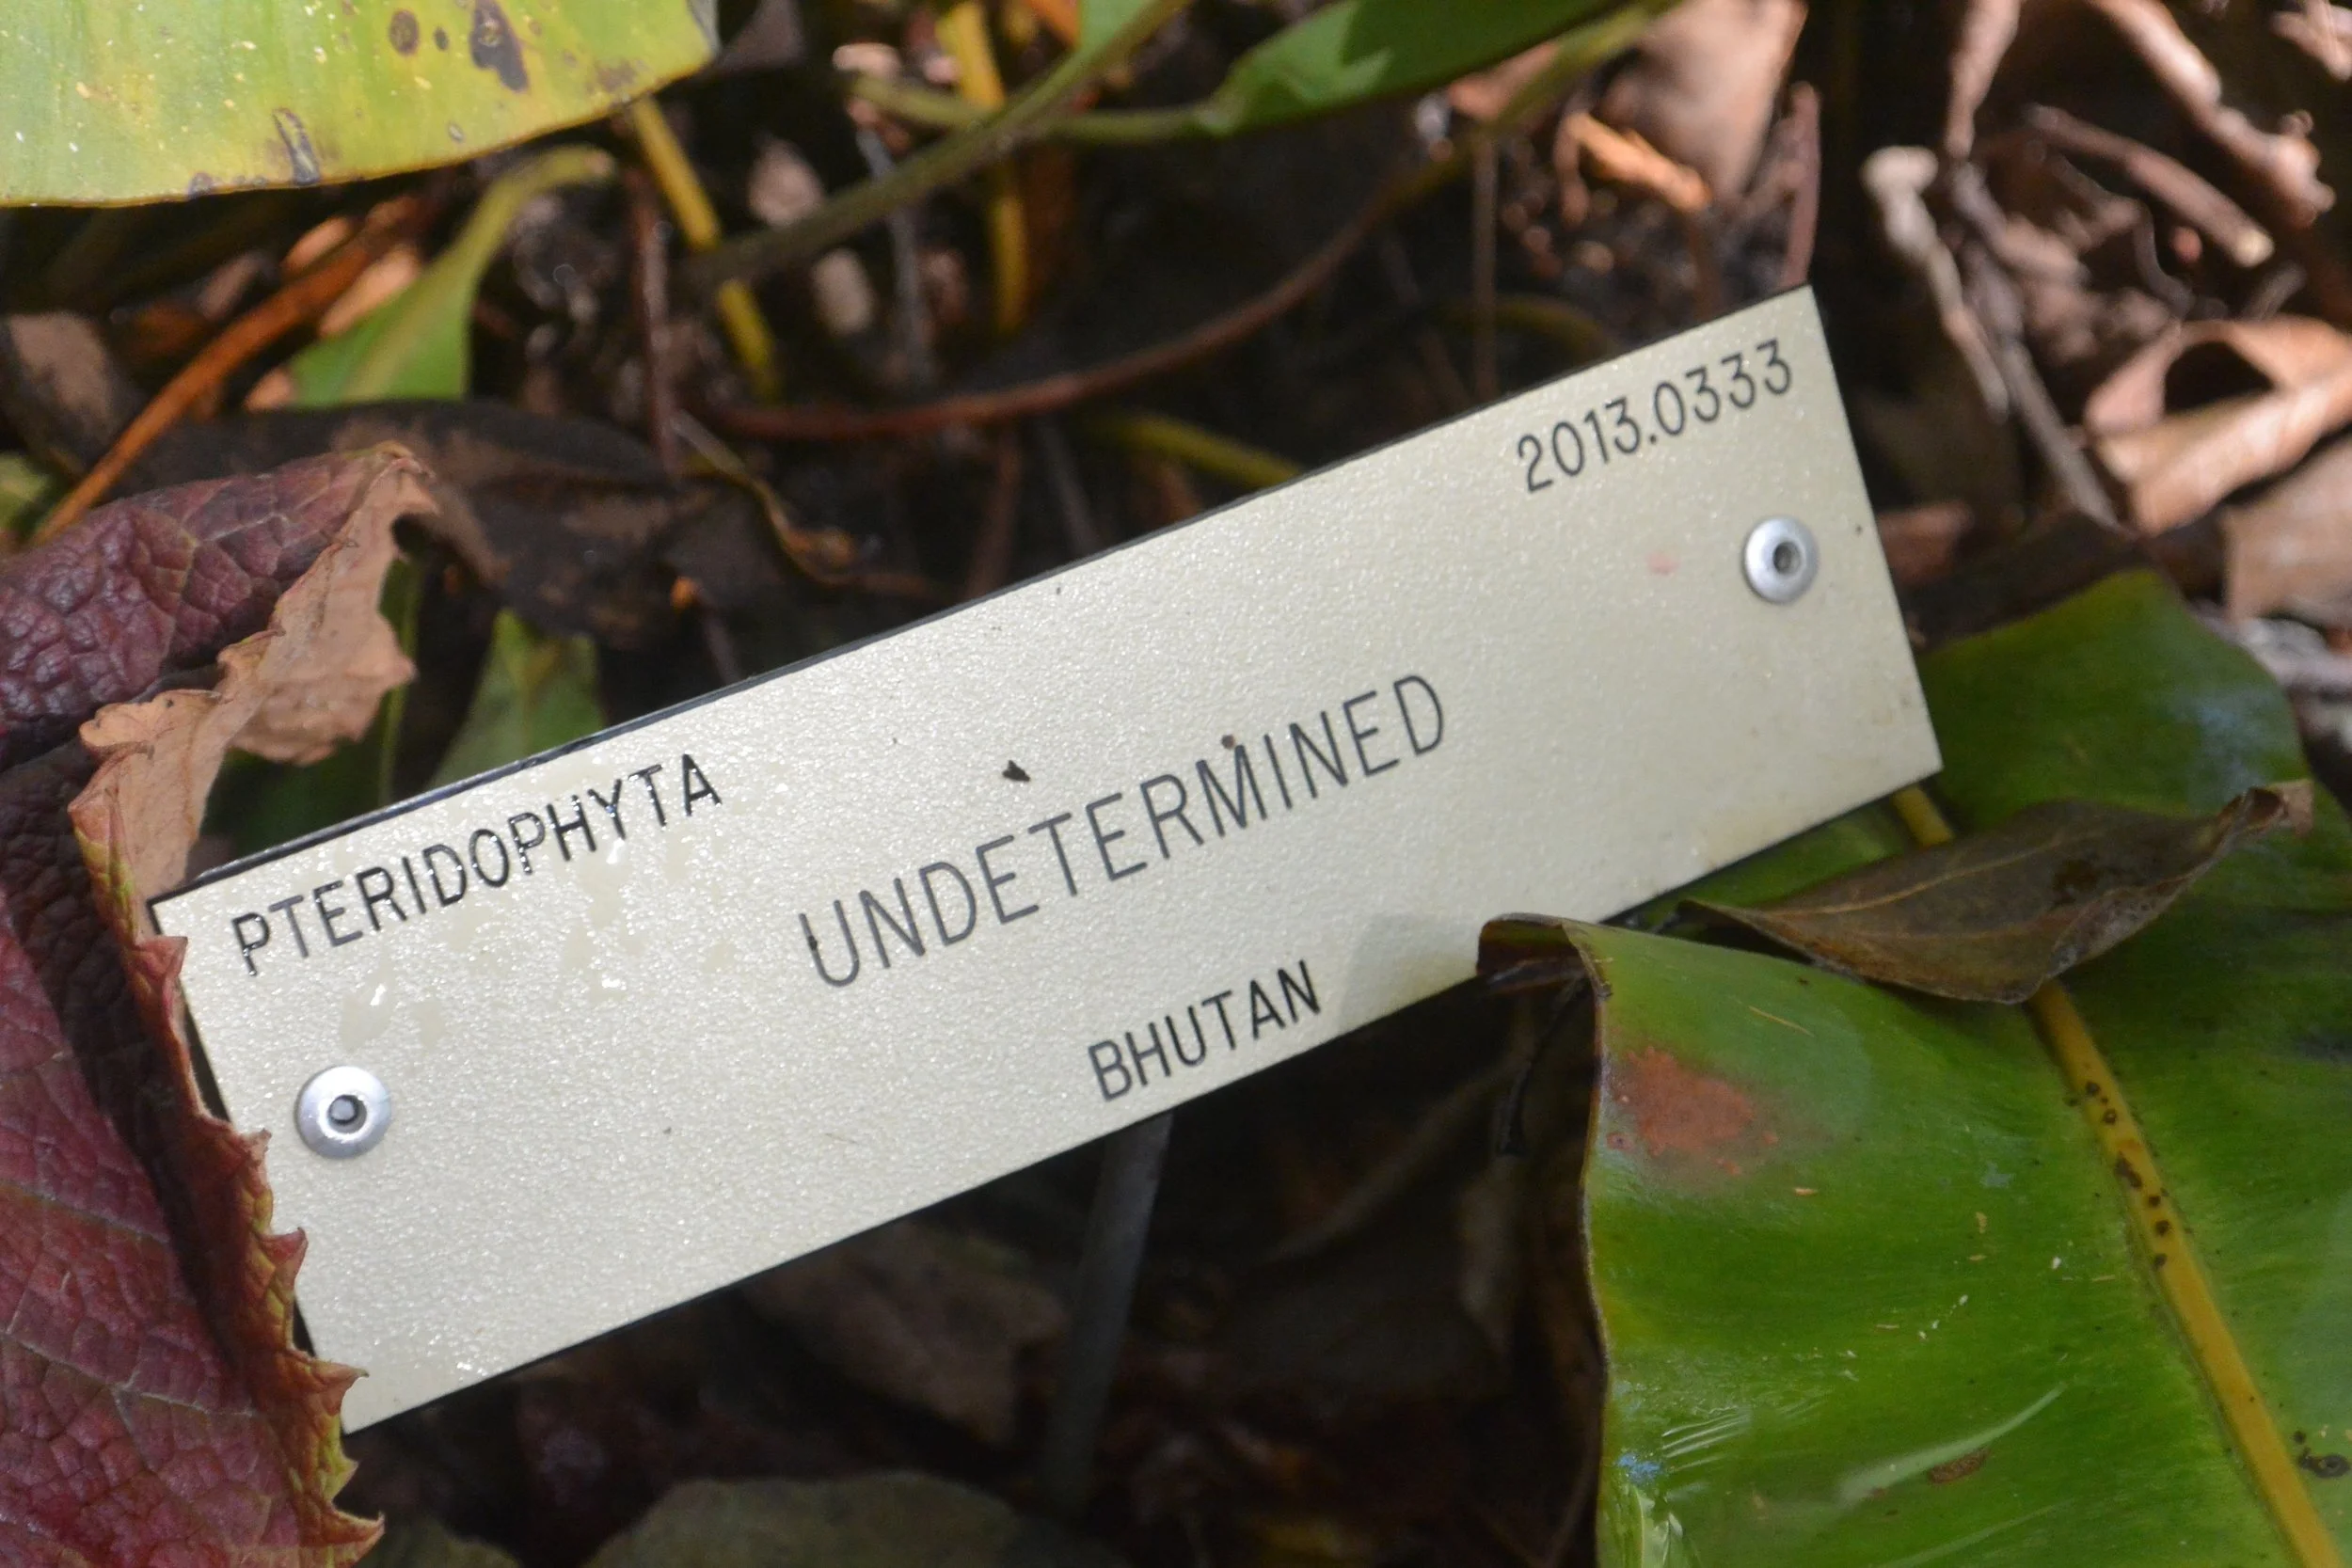 2013.0333
PTERIDOPHYTA
UNDETERMINED
BHUTAN